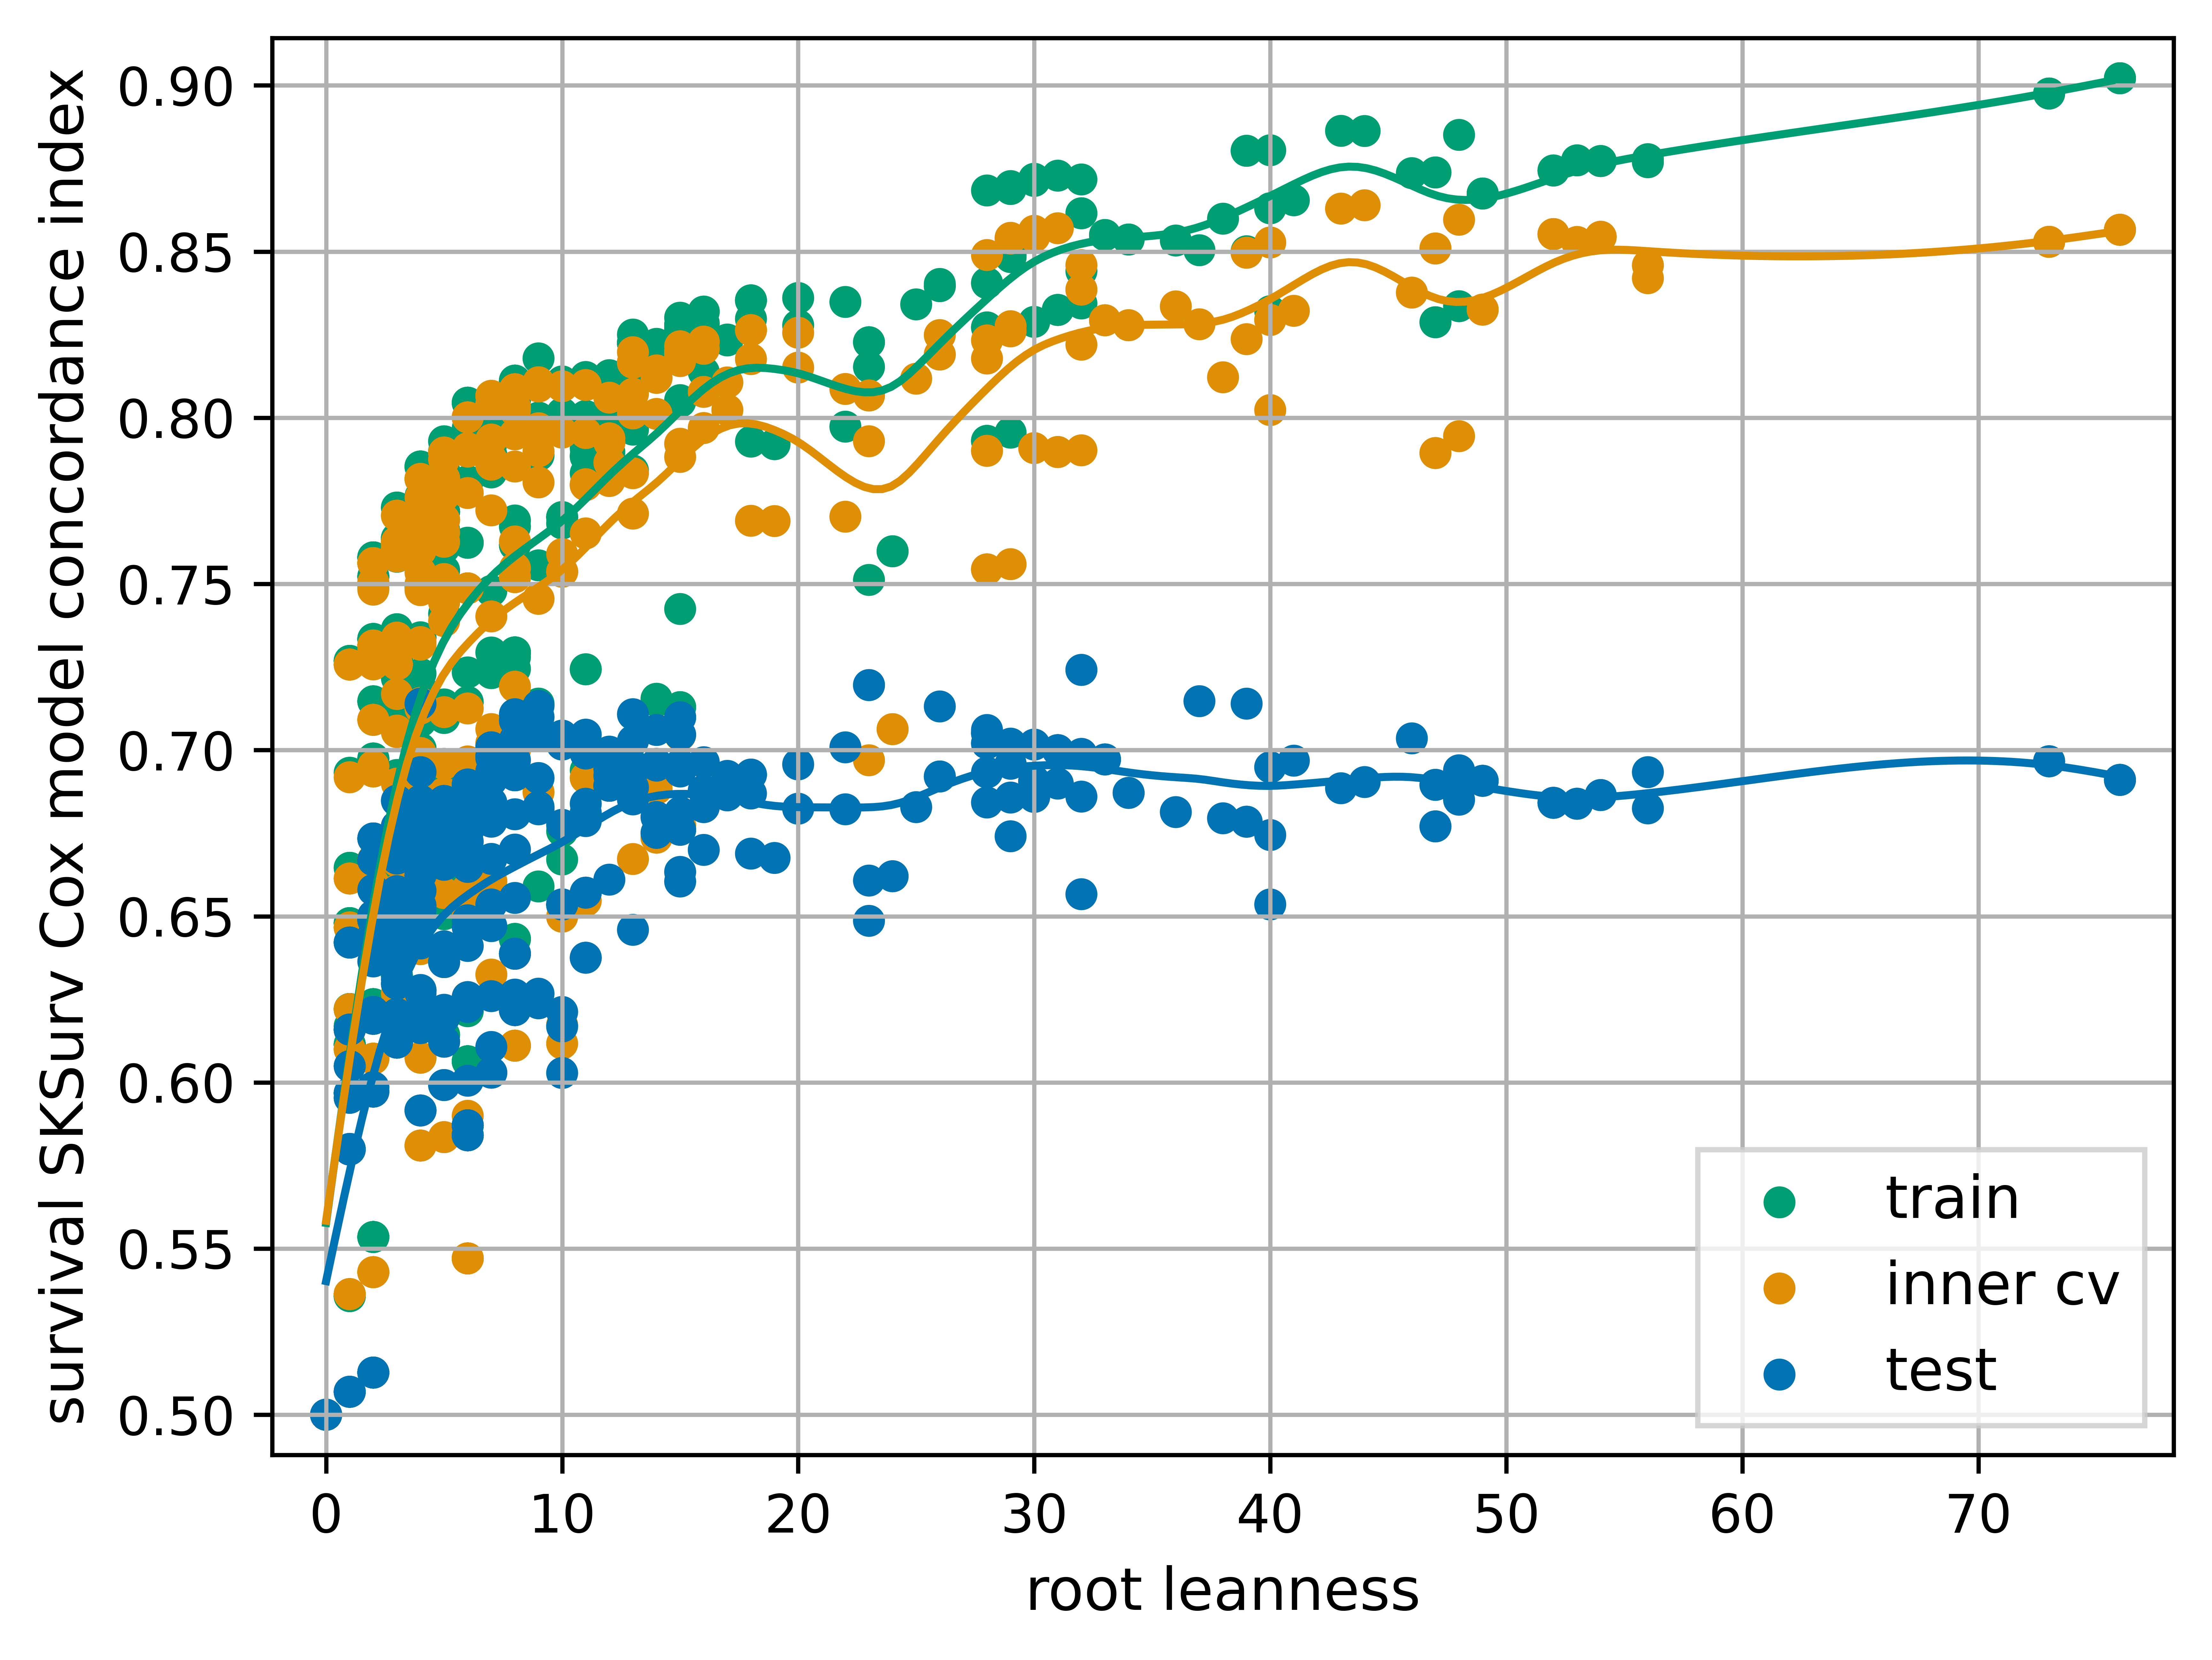 survival SKSurv Cox model concordance index
0.90
0.85
0.80
0.75
0.70
0.65
0.60
0.55
0.50
train
inner cv
test
0 10 20 30 40 50 60 70
root leanness